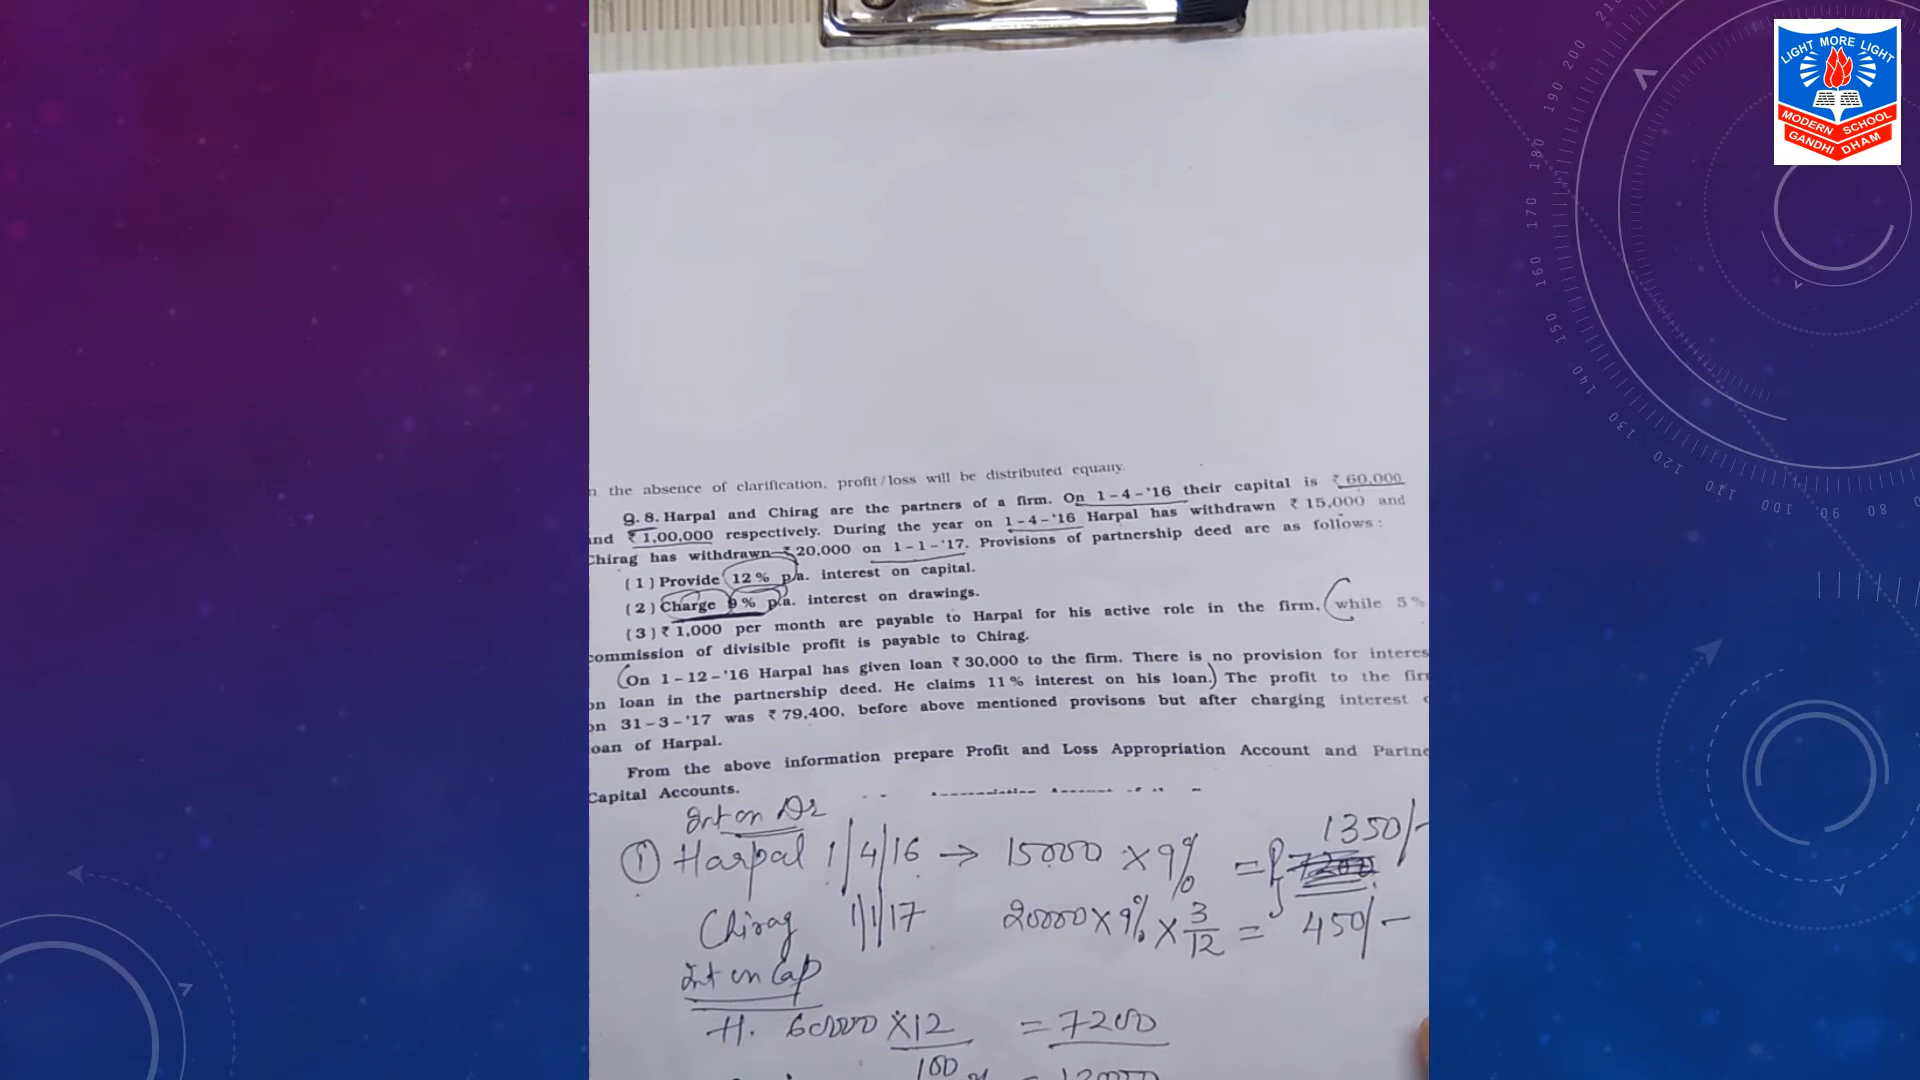 LIGHT MORE LIGHT
MODERN SCHOOL
GANDHI DHAM
n the absence of clarification, profit/loss will be distributed equally.
Q. 8. Harpal and Chirag are the partners of a firm. On 1-4-'16 their capital is ₹ 60,000
and ₹ 1,00,000 respectively. During the year on 1-4-'16 Harpal has withdrawn ₹ 15,000 and
Chirag has withdrawn ₹ 20,000 on 1-1-'17. Provisions of partnership deed are as follows :
(1) Provide 12% p.a. interest on capital.
(2) Charge 9% p.a. interest on drawings.
(3) ₹ 1,000 per month are payable to Harpal for his active role in the firm, while 5%
commission of divisible profit is payable to Chirag.
On 1-12-'16 Harpal has given loan ₹ 30,000 to the firm. There is no provision for interes
on loan in the partnership deed. He claims 11% interest on his loan. The profit to the fir
on 31-3-'17 was ₹ 79,400, before above mentioned provisons but after charging interest
oan of Harpal.
From the above information prepare Profit and Loss Appropriation Account and Partne
Capital Accounts.
Int on Dr
① Harpal 1/4/16 → 15000 × 9% = 1350/-
Chirag 1/1/17 20000 × 9% × 3/12 = 450/-
Int on Cap
H. 60000 × 12/100 = 7200
= 12000